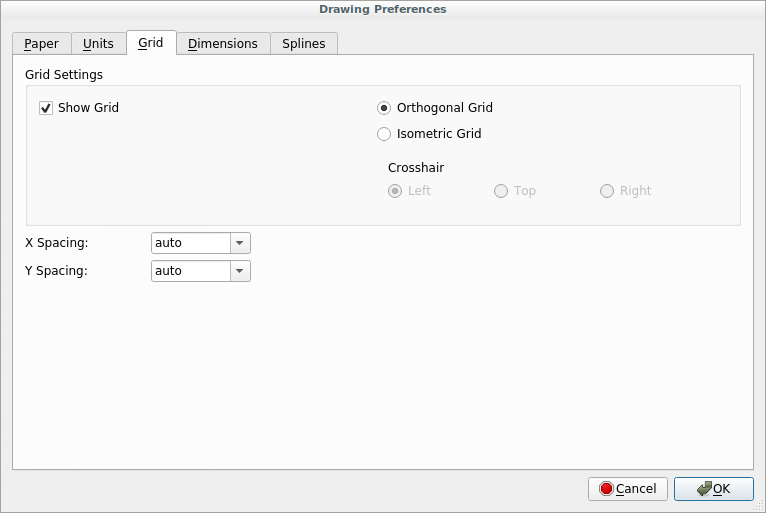 Drawing Preferences
Paper Units Grid Dimensions Splines
Grid Settings
Show Grid Orthogonal Grid
Isometric Grid
Crosshair
Left Top Right
X Spacing: auto
Y Spacing: auto
Cancel OK